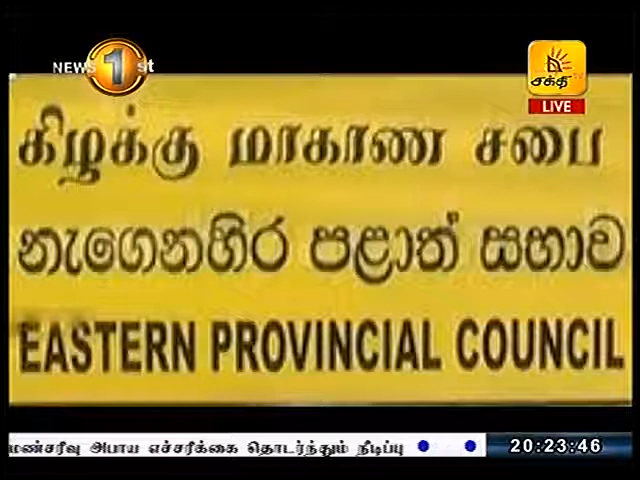 NEWS 1st
சக்தி TV
LIVE
கிழக்கு மாகாண சபை
නැගෙනහිර පළාත් සභාව
EASTERN PROVINCIAL COUNCIL
மண்சரிவு அபாய எச்சரிக்கை தொடர்ந்தும் நீடிப்பு
20:23:46